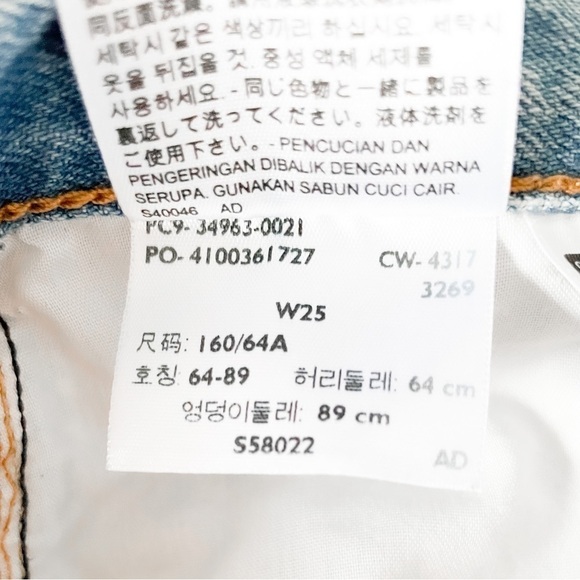 同反面洗滌。
세탁시 같은 색상끼리 하십시오. 세탁시
옷을 뒤집을 것. 중성 액체 세제를
사용하세요. - 同じ色物と一緒に製品を
裏返して洗ってください。液体洗剤を
ご使用下さい。- PENCUCIAN DAN
PENGERINGAN DIBALIK DENGAN WARNA
SERUPA. GUNAKAN SABUN CUCI CAIR.
S40046 AD
PC9- 34963-0021
PO- 4100361727 CW- 4317
3269
W25
尺码: 160/64A
호칭: 64-89 허리둘레: 64 cm
엉덩이둘레: 89 cm
S58022
AD